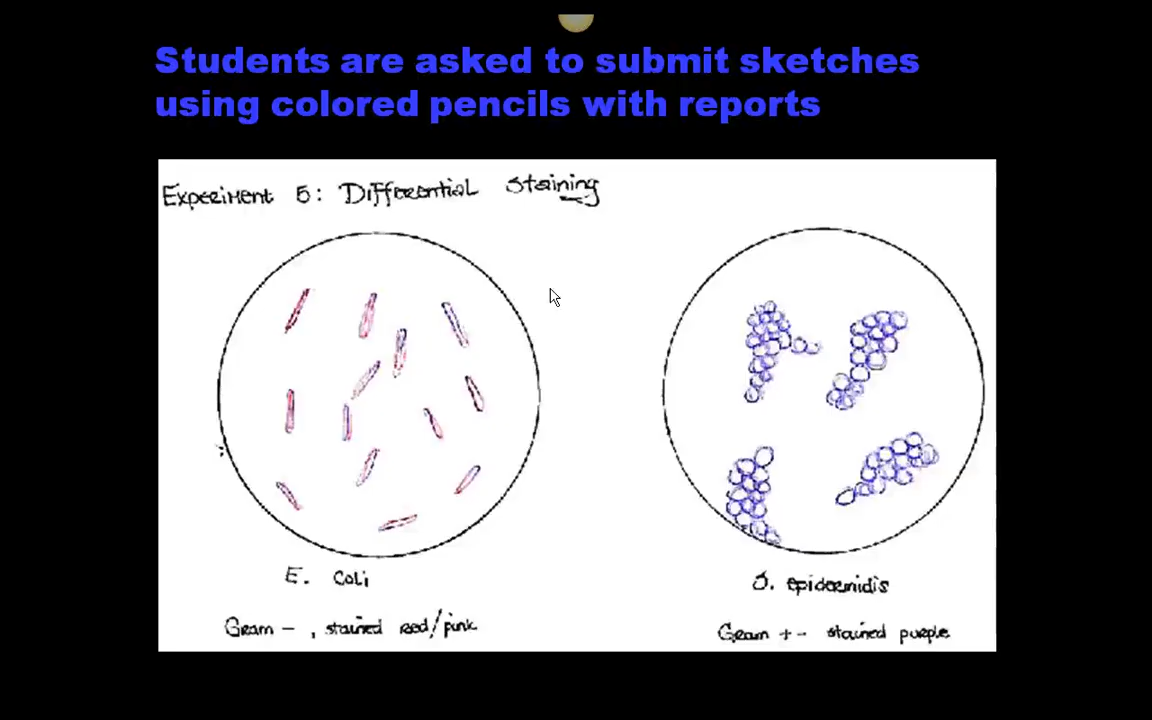 Students are asked to submit sketches
using colored pencils with reports
Experiment 5: Differential Staining
E. Coli
Gram - , stained red/pink
S. epidermidis
Gram + - stained purple